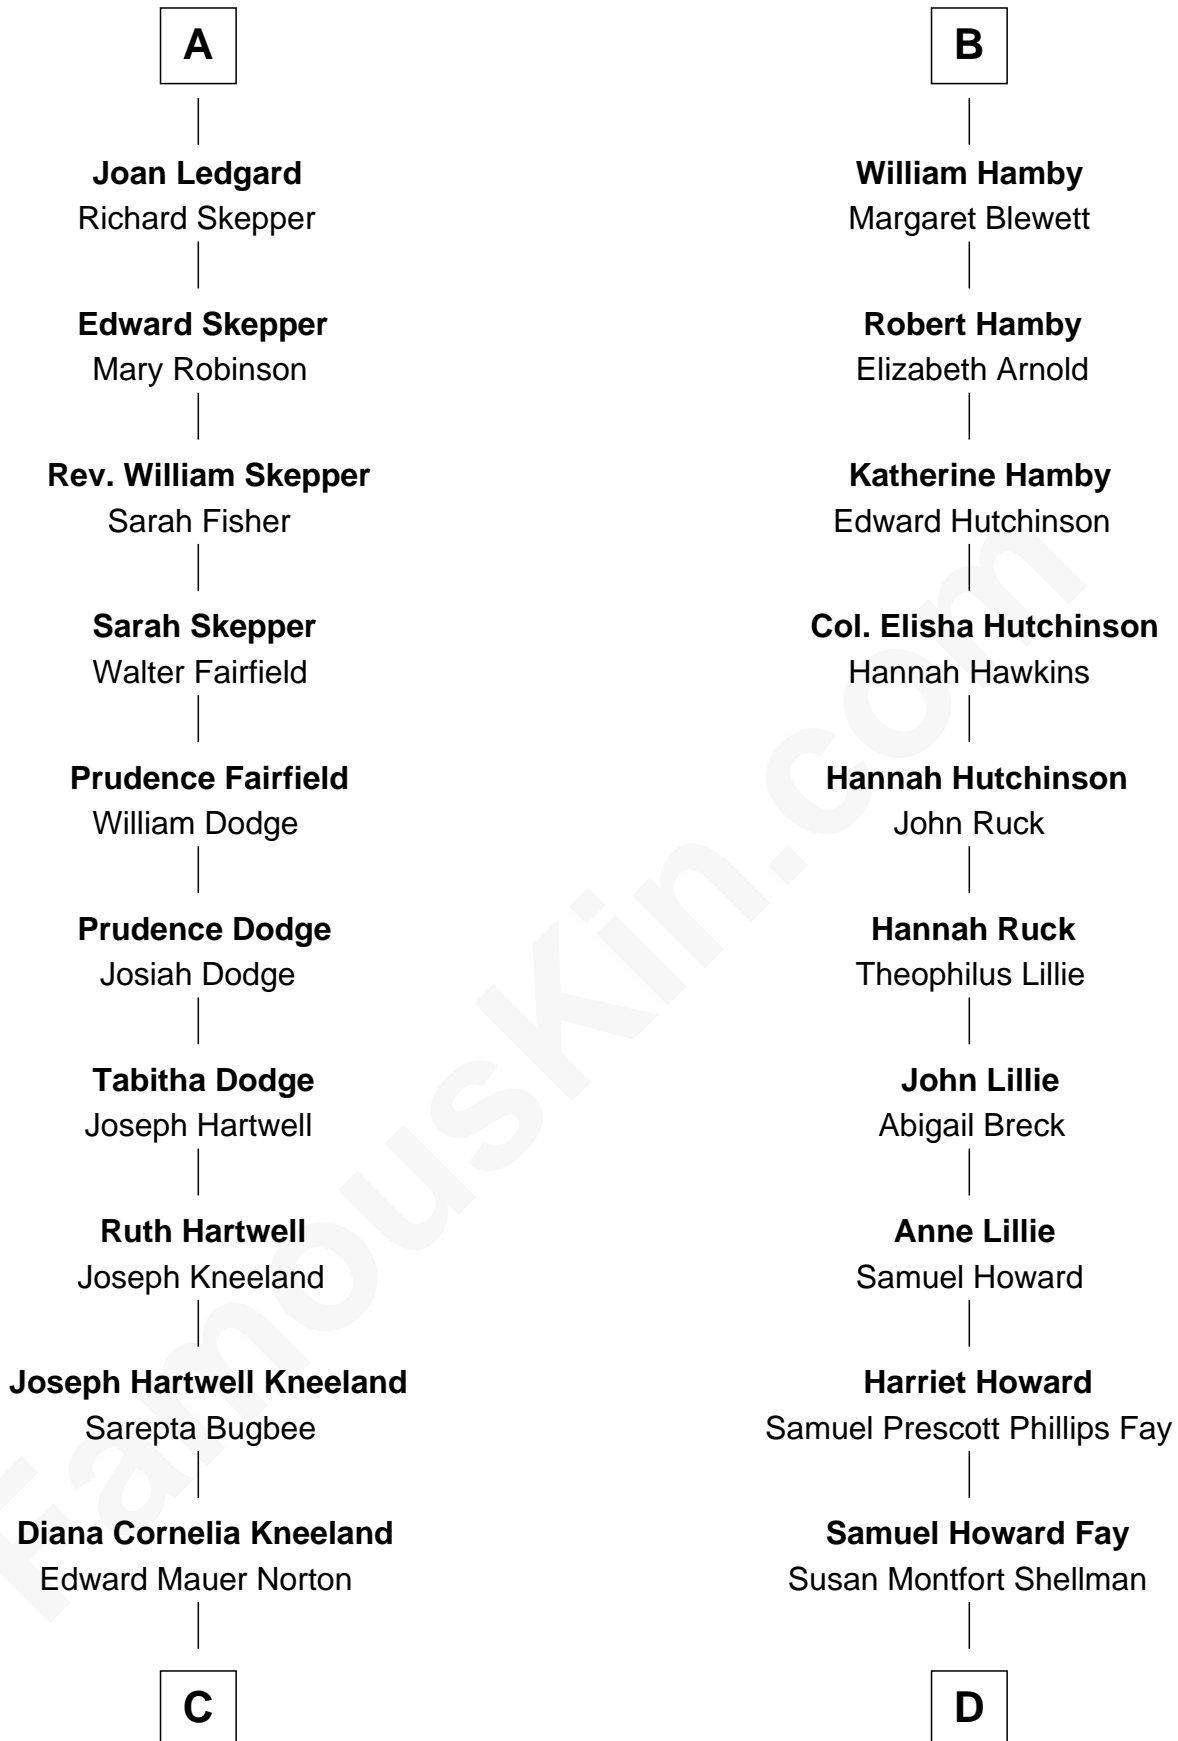 A
Joan Ledgard
Richard Skepper
Edward Skepper
Mary Robinson
Rev. William Skepper
Sarah Fisher
Sarah Skepper
Walter Fairfield
Prudence Fairfield
William Dodge
Prudence Dodge
Josiah Dodge
Tabitha Dodge
Joseph Hartwell
Ruth Hartwell
Joseph Kneeland
Joseph Hartwell Kneeland
Sarepta Bugbee
Diana Cornelia Kneeland
Edward Mauer Norton
C
B
William Hamby
Margaret Blewett
Robert Hamby
Elizabeth Arnold
Katherine Hamby
Edward Hutchinson
Col. Elisha Hutchinson
Hannah Hawkins
Hannah Hutchinson
John Ruck
Hannah Ruck
Theophilus Lillie
John Lillie
Abigail Breck
Anne Lillie
Samuel Howard
Harriet Howard
Samuel Prescott Phillips Fay
Samuel Howard Fay
Susan Montfort Shellman
D
FamousKin.com